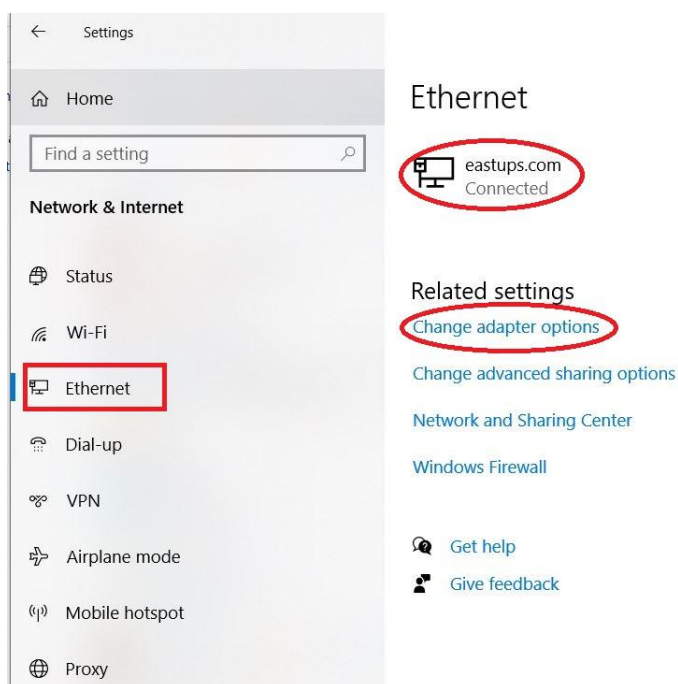 Settings
Home
Find a setting
Network & Internet
Status
Wi-Fi
Ethernet
Dial-up
VPN
Airplane mode
Mobile hotspot
Proxy
Ethernet
eastups.com
Connected
Related settings
Change adapter options
Change advanced sharing options
Network and Sharing Center
Windows Firewall
Get help
Give feedback